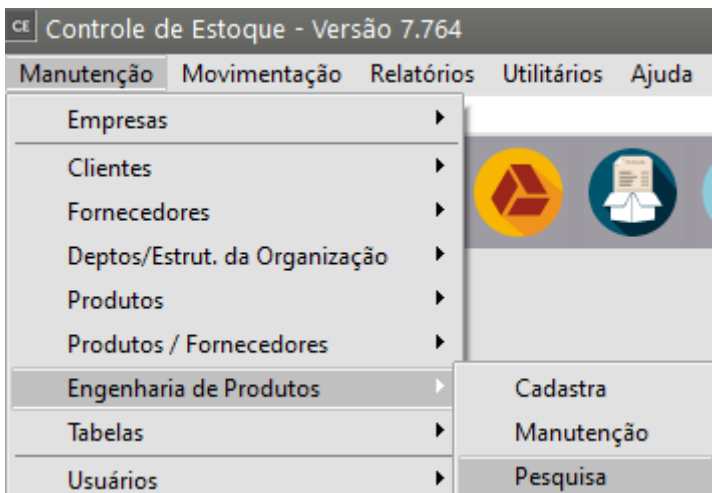 CE Controle de Estoque - Versão 7.764
Manutenção Movimentação Relatórios Utilitários Ajuda
Empresas
Clientes
Fornecedores
Deptos/Estrut. da Organização
Produtos
Produtos / Fornecedores
Engenharia de Produtos
Cadastra
Tabelas
Manutenção
Usuários
Pesquisa